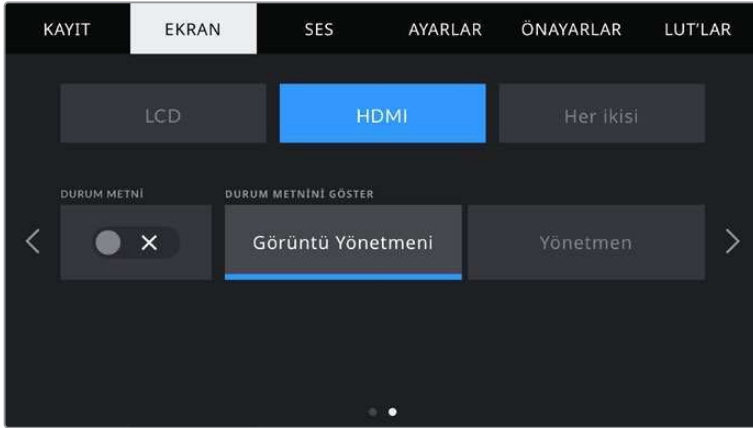 KAYIT EKRAN SES AYARLAR ÖNAYARLAR LUT'LAR
LCD HDMI Her ikisi
DURUM METNİ DURUM METNİNİ GÖSTER
Görüntü Yönetmeni Yönetmen